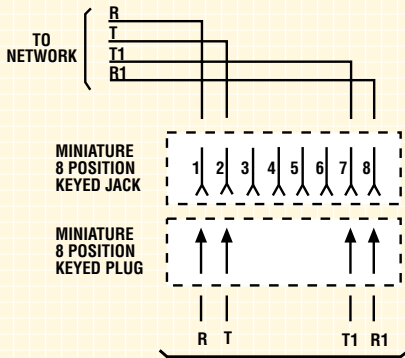 R
T
T1
R1
TO
NETWORK
MINIATURE
8 POSITION
KEYED JACK
1 2 3 4 5 6 7 8
MINIATURE
8 POSITION
KEYED PLUG
R T T1 R1